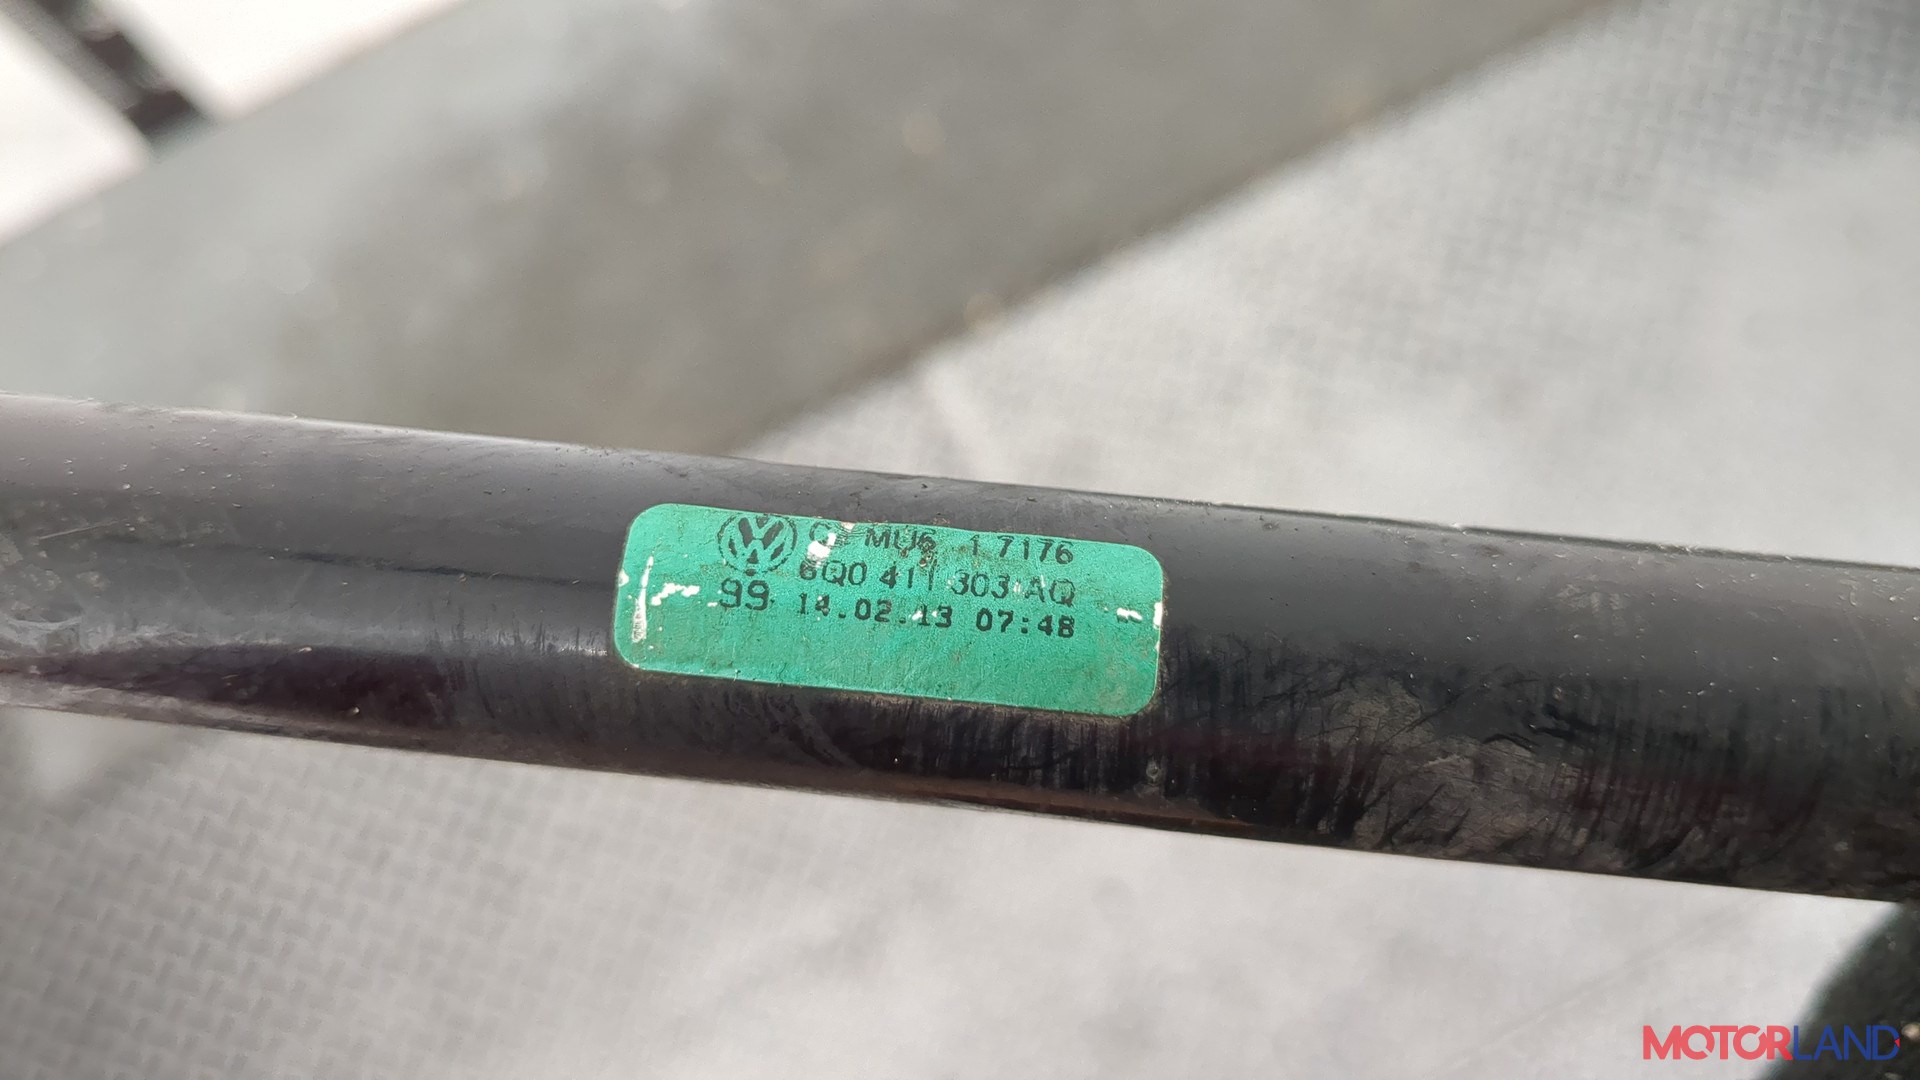 MU6 1 7176
6Q0 411 303 AQ
99 14.02.13 07:48
MOTORLAND